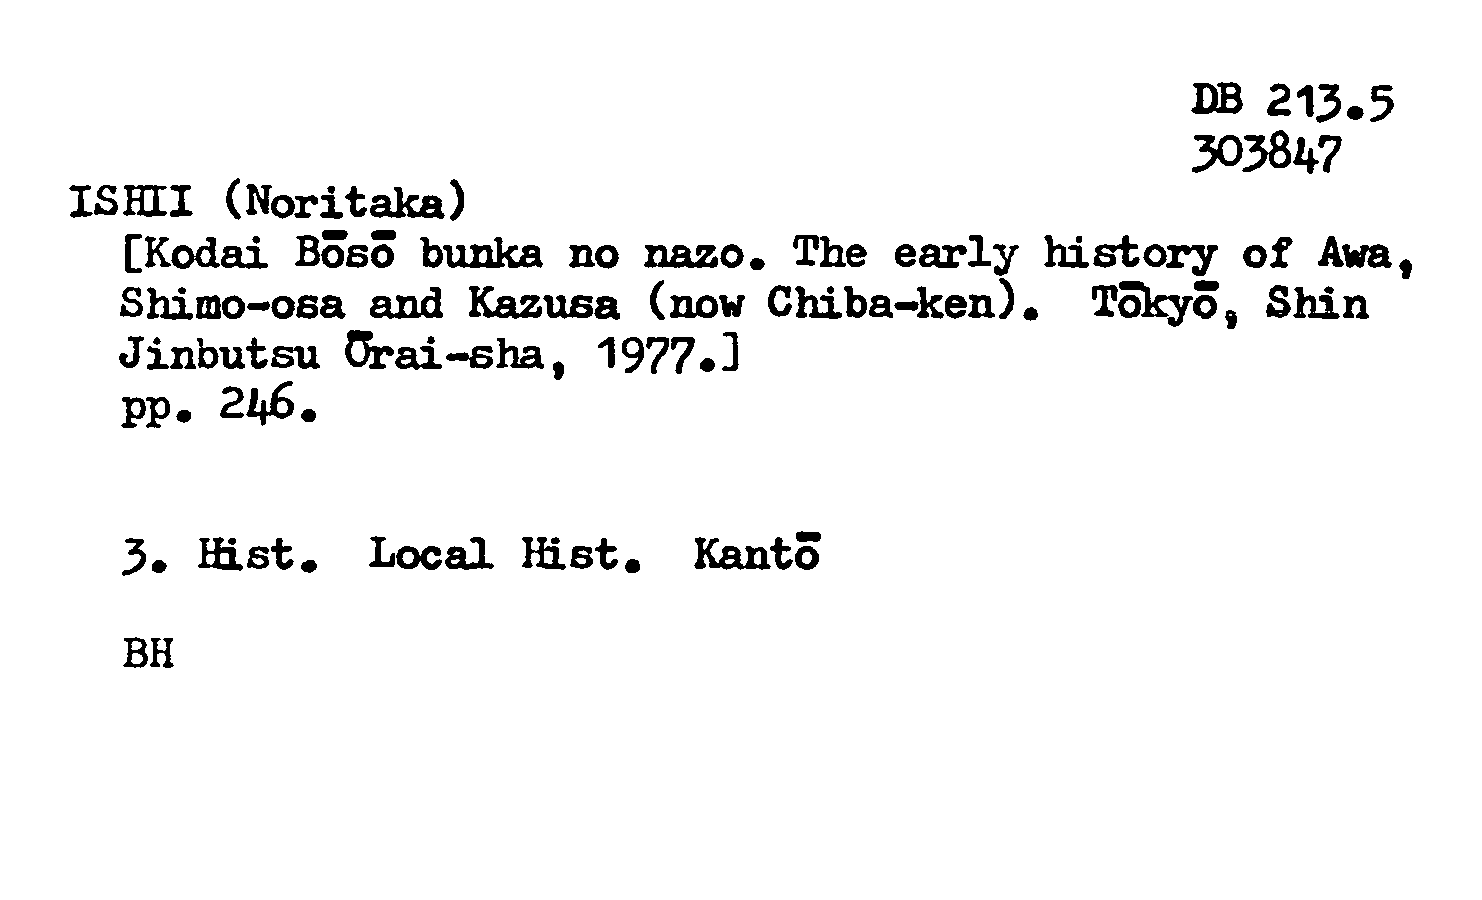 DB 213.5
303847
ISHII (Noritaka)
[Kodai Bōsō bunka no nazo. The early history of Awa,
Shimo-osa and Kazusa (now Chiba-ken). Tōkyō, Shin
Jinbutsu Ōrai-sha, 1977.]
pp. 246.
3. Hist. Local Hist. Kantō
BH